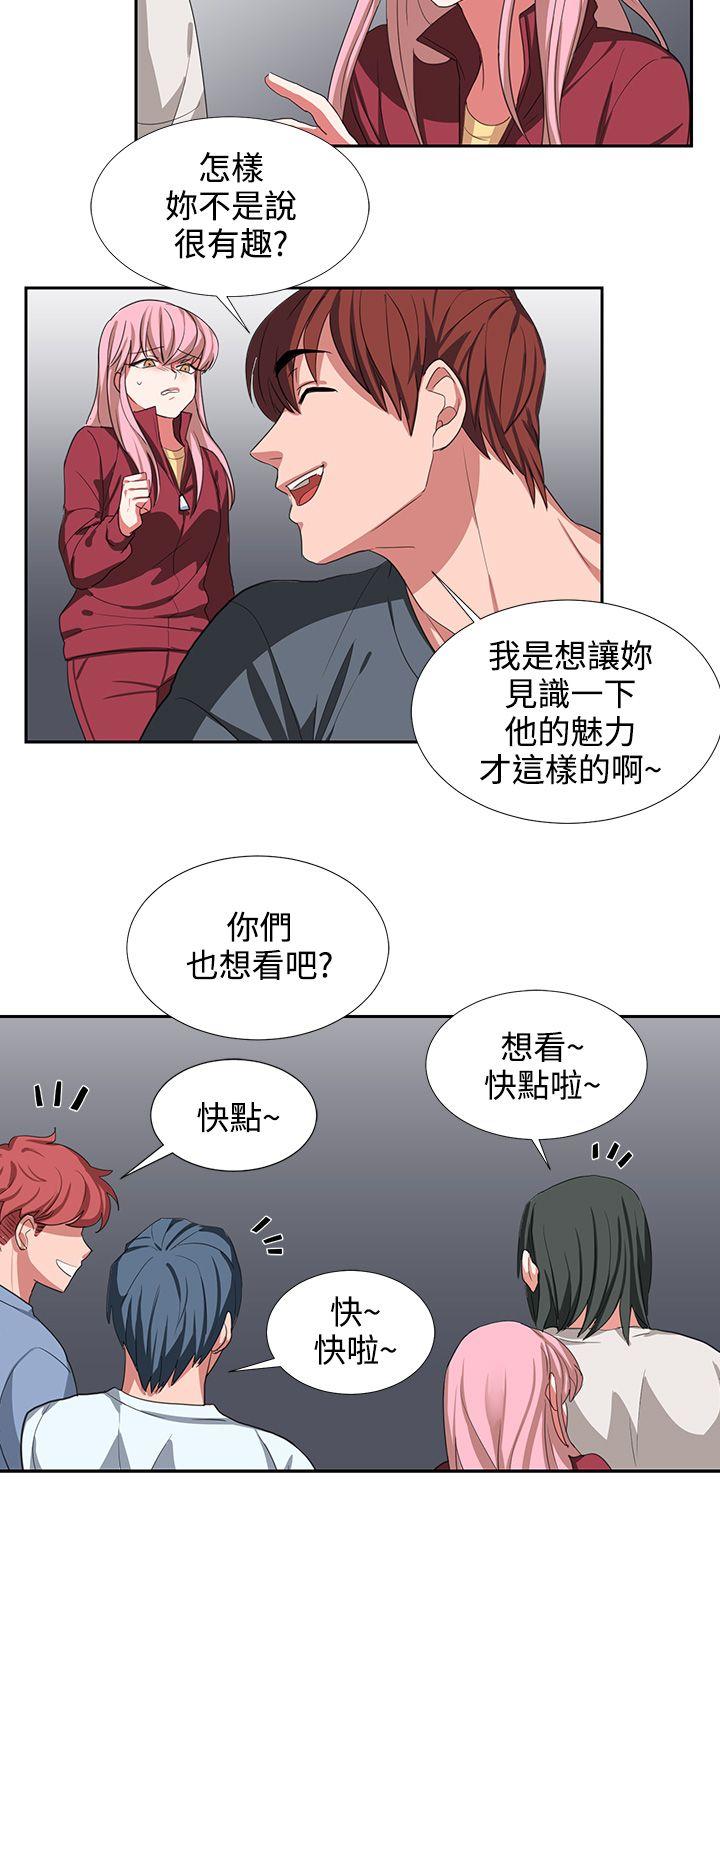 怎樣
妳不是說
很有趣?
我是想讓妳
見識一下
他的魅力
才這樣的啊~
你們
也想看吧?
想看~
快點啦~
快點~
快~
快啦~